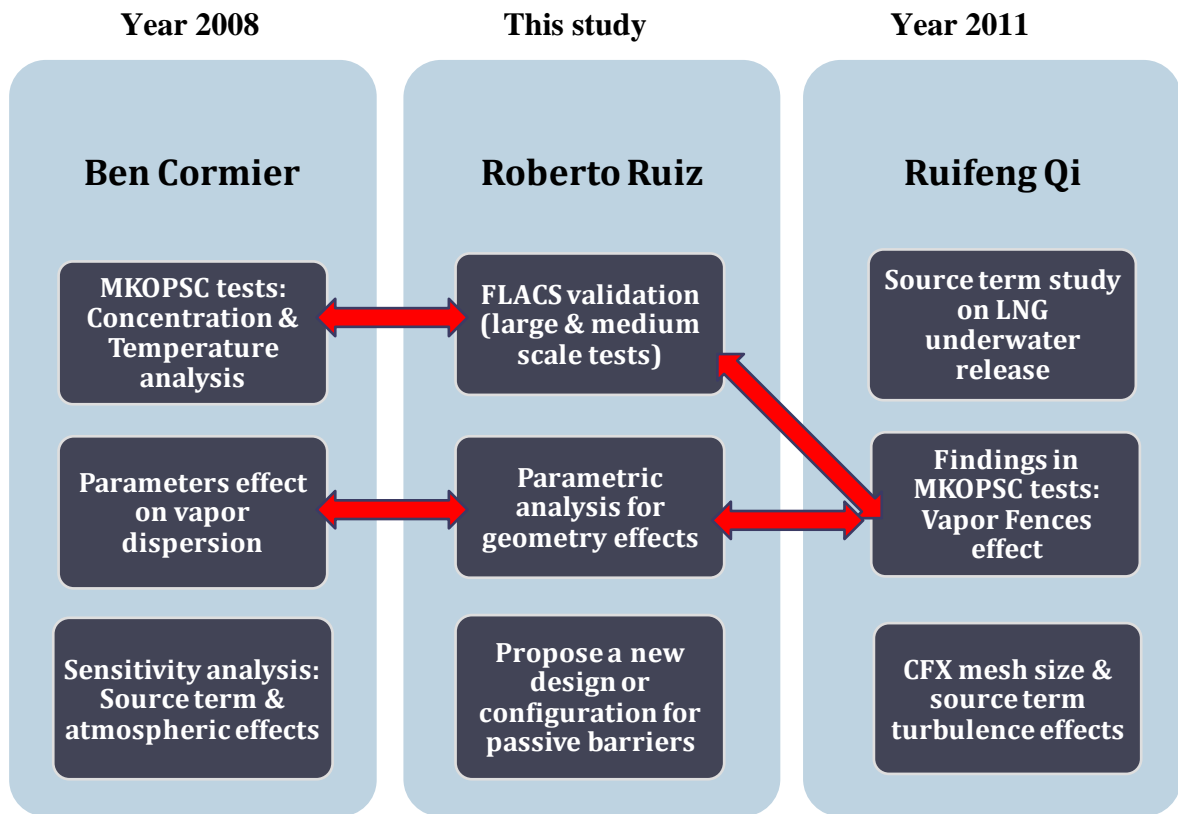 Year 2008
This study
Year 2011
Ben Cormier
MKOPSC tests:
Concentration &
Temperature
analysis
Parameters effect
on vapor
dispersion
Sensitivity analysis:
Source term &
atmospheric effects
Roberto Ruiz
FLACS validation
(large & medium
scale tests)
Parametric
analysis for
geometry effects
Propose a new
design or
configuration for
passive barriers
Ruifeng Qi
Source term study
on LNG
underwater
release
Findings in
MKOPSC tests:
Vapor Fences
effect
CFX mesh size &
source term
turbulence effects